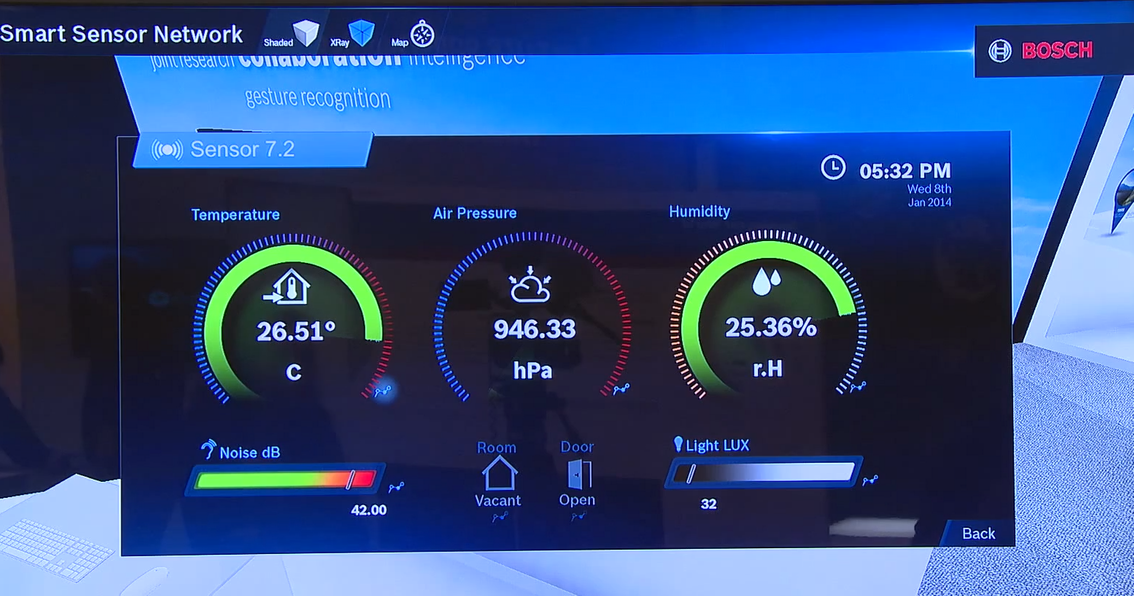 Smart Sensor Network
Shaded
XRay
Map
BOSCH
joint research collaboration intelligence
gesture recognition
Sensor 7.2
05:32 PM
Wed 8th
Jan 2014
Temperature
Air Pressure
Humidity
26.51º
C
946.33
hPa
25.36%
r.H
Noise dB
42.00
Room
Vacant
Door
Open
Light LUX
32
Back